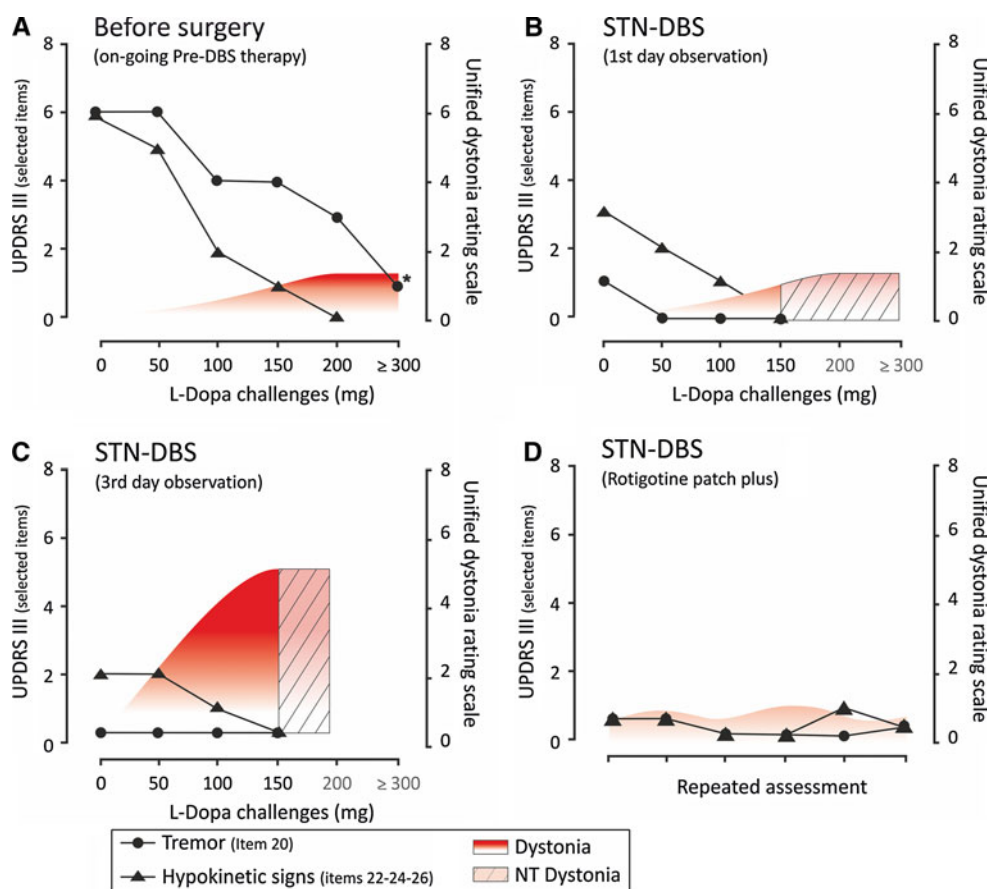 A
Before surgery
(on-going Pre-DBS therapy)
UPDRS III (selected items)
8
6
4
2
0
8
6
4
2
0
Unified dystonia rating scale
*
0 50 100 150 200 ≥ 300
L-Dopa challenges (mg)
B
STN-DBS
(1st day observation)
UPDRS III (selected items)
8
6
4
2
0
8
6
4
2
0
Unified dystonia rating scale
0 50 100 150 200 ≥ 300
L-Dopa challenges (mg)
C
STN-DBS
(3rd day observation)
UPDRS III (selected items)
8
6
4
2
0
8
6
4
2
0
Unified dystonia rating scale
0 50 100 150 200 ≥ 300
L-Dopa challenges (mg)
D
STN-DBS
(Rotigotine patch plus)
UPDRS III (selected items)
8
6
4
2
0
8
6
4
2
0
Unified dystonia rating scale
Repeated assessment
Tremor (Item 20)
Hypokinetic signs (items 22-24-26)
Dystonia
NT Dystonia